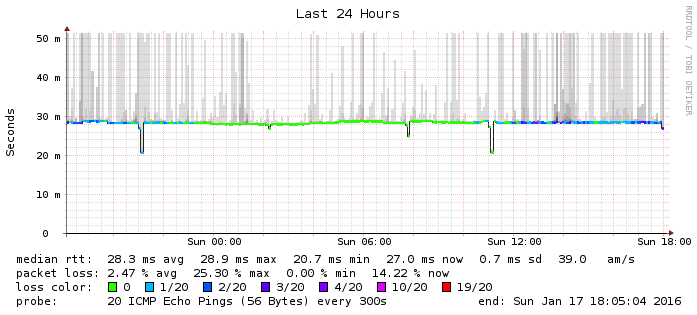 Last 24 Hours
RRDTOOL / TOBI OETIKER
Seconds
50 m
40 m
30 m
20 m
10 m
0
Sun 00:00 Sun 06:00 Sun 12:00 Sun 18:00
median rtt: 28.3 ms avg 28.9 ms max 20.7 ms min 27.0 ms now 0.7 ms sd 39.0 am/s
packet loss: 2.47 % avg 25.30 % max 0.00 % min 14.22 % now
loss color: 0 1/20 2/20 3/20 4/20 10/20 19/20
probe: 20 ICMP Echo Pings (56 Bytes) every 300s end: Sun Jan 17 18:05:04 2016